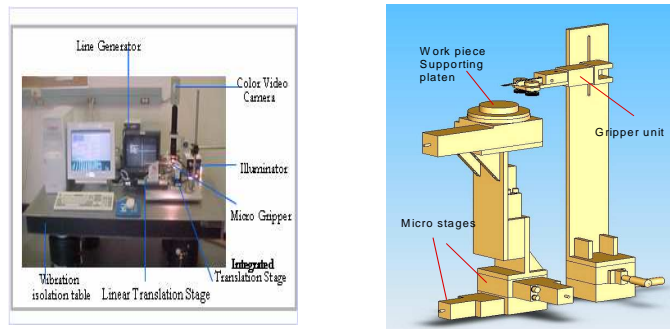 Line Generator
Color Video
Camera
Illuminator
Micro Gripper
Integrated
Translation Stage
Linear Translation Stage
Vibration
isolation table
Work piece
Supporting
platen
Gripper unit
Micro stages